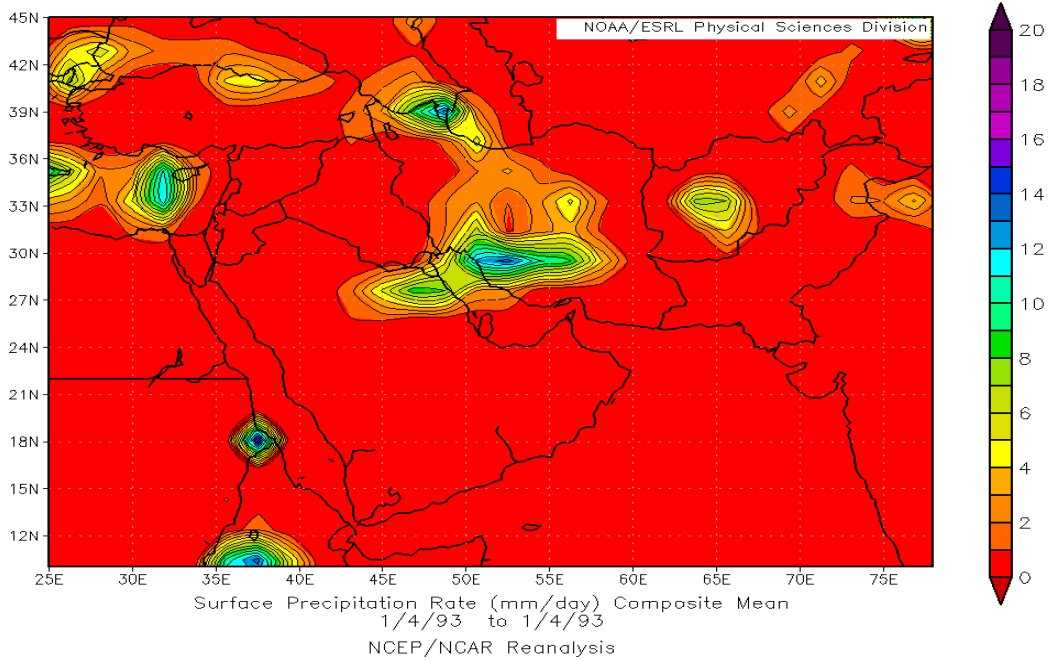 45N
NOAA/ESRL Physical Sciences Division
42N
39N
36N
33N
30N
27N
24N
21N
18N
15N
12N
25E 30E 35E 40E 45E 50E 55E 60E 65E 70E 75E
20
18
16
14
12
10
8
6
4
2
0
Surface Precipitation Rate (mm/day) Composite Mean
1/4/93 to 1/4/93
NCEP/NCAR Reanalysis